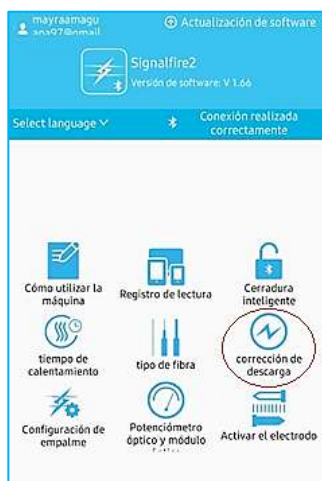 mayraamagu
Actualización de software
Signalfire2
Versión de software: V 1.66
Select language
Conexión realizada
correctamente
Cómo utilizar la
máquina
Registro de lectura
Cerradura
inteligente
tiempo de
calentamiento
tipo de fibra
corrección de
descarga
Configuración de
empalme
Potenciómetro
óptico y módulo
Activar el electrodo